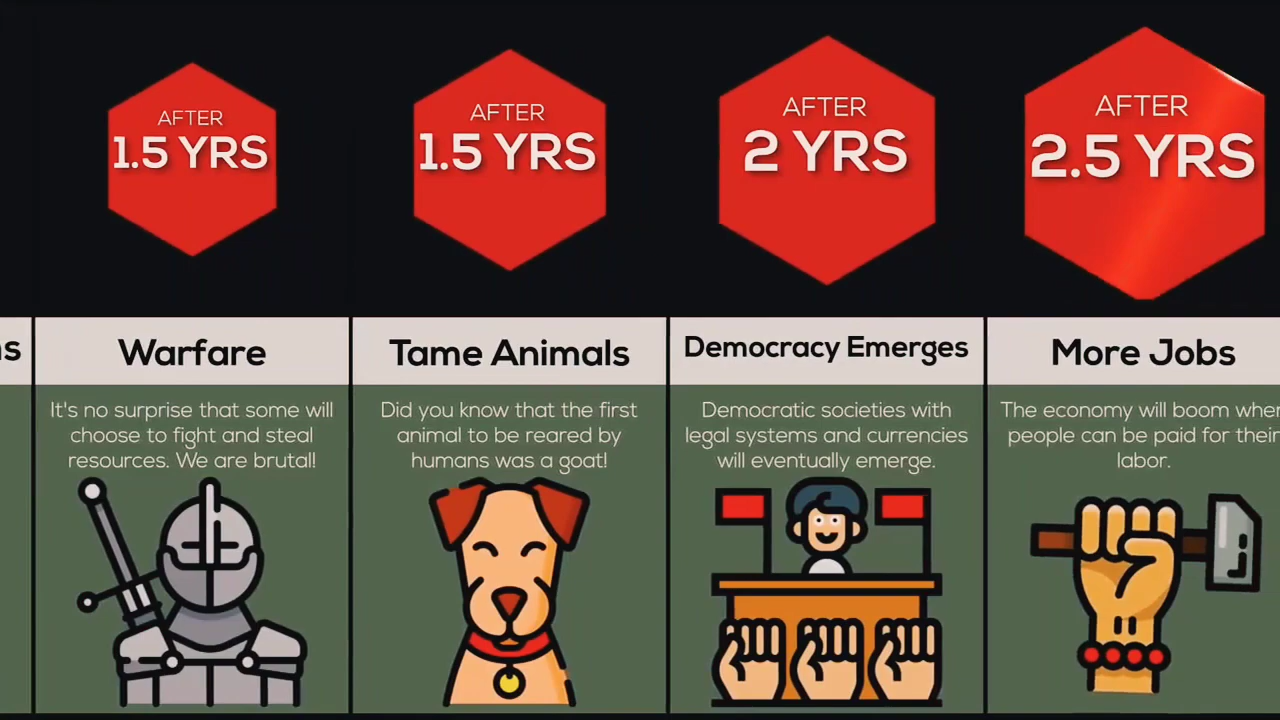 AFTER
1.5 YRS
AFTER
1.5 YRS
AFTER
2 YRS
AFTER
2.5 YRS
Warfare
It's no surprise that some will
choose to fight and steal
resources. We are brutal!
Tame Animals
Did you know that the first
animal to be reared by
humans was a goat!
Democracy Emerges
Democratic societies with
legal systems and currencies
will eventually emerge.
More Jobs
The economy will boom when
people can be paid for their
labor.